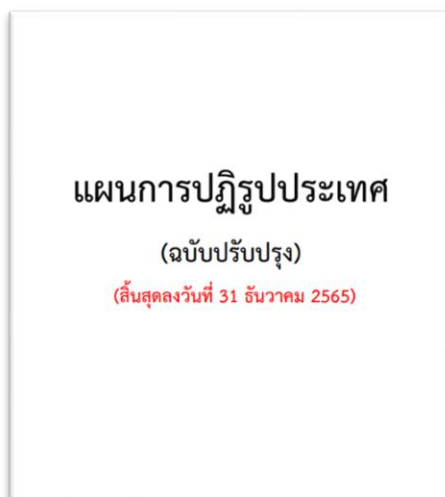 แผนการปฏิรูปประเทศ
(ฉบับปรับปรุง)
(สิ้นสุดลงวันที่ 31 ธันวาคม 2565)